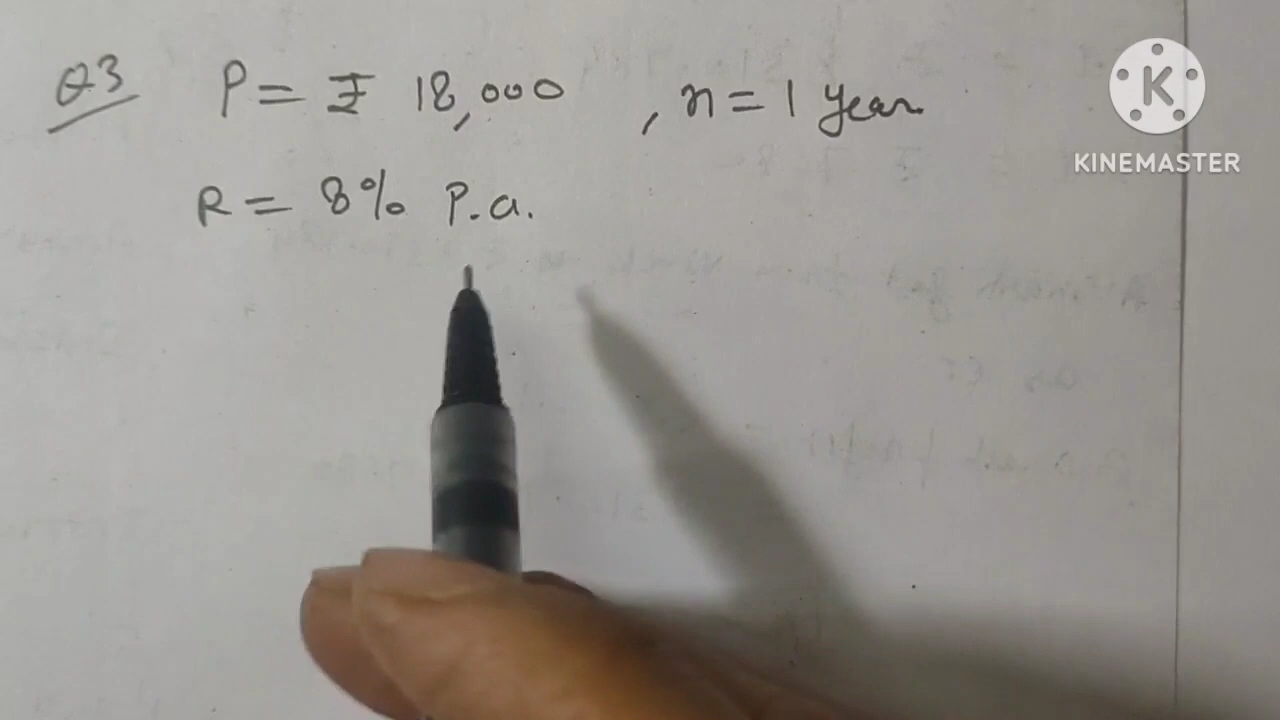 Q3 P = ₹ 18,000 , n = 1 year
R = 8% P.a.
K
KINEMASTER